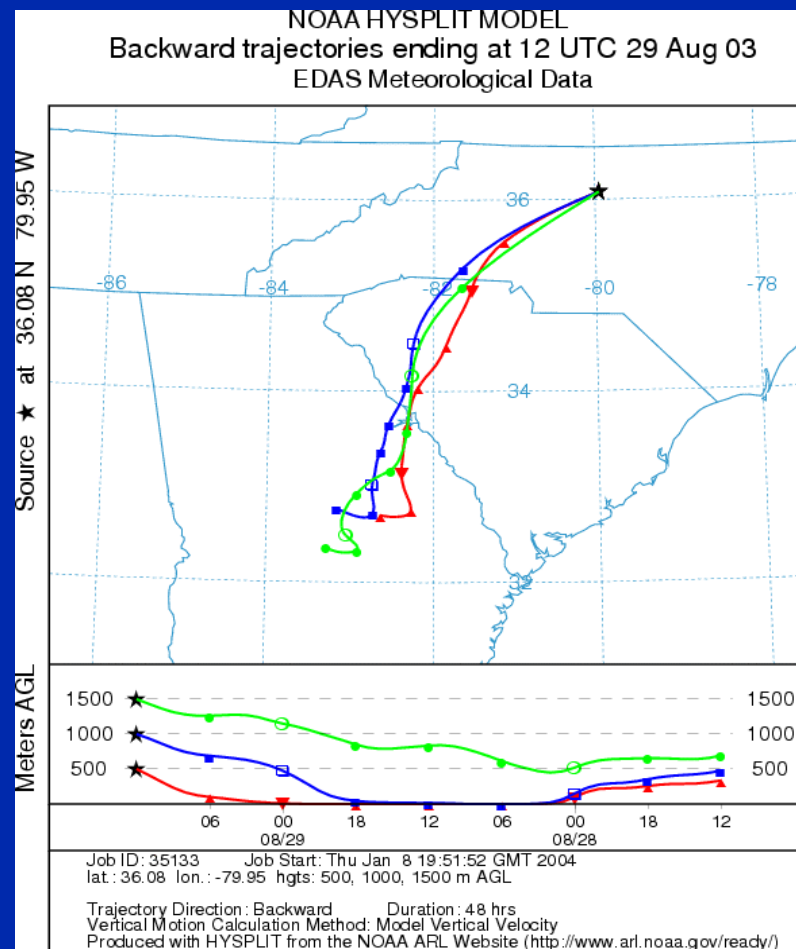 NOAA HYSPLIT MODEL
Backward trajectories ending at 12 UTC 29 Aug 03
EDAS Meteorological Data
Source ★ at 36.08 N 79.95 W
36
-86
-84
-82
-80
-78
34
32
Meters AGL
1500 1500
1000 1000
500 500
06 00 18 12 06 00 18 12
08/29 08/28
Job ID: 35133 Job Start: Thu Jan 8 19:51:52 GMT 2004
lat.: 36.08 lon.: -79.95 hgts: 500, 1000, 1500 m AGL
Trajectory Direction: Backward Duration: 48 hrs
Vertical Motion Calculation Method: Model Vertical Velocity
Produced with HYSPLIT from the NOAA ARL Website (http://www.arl.noaa.gov/ready/)